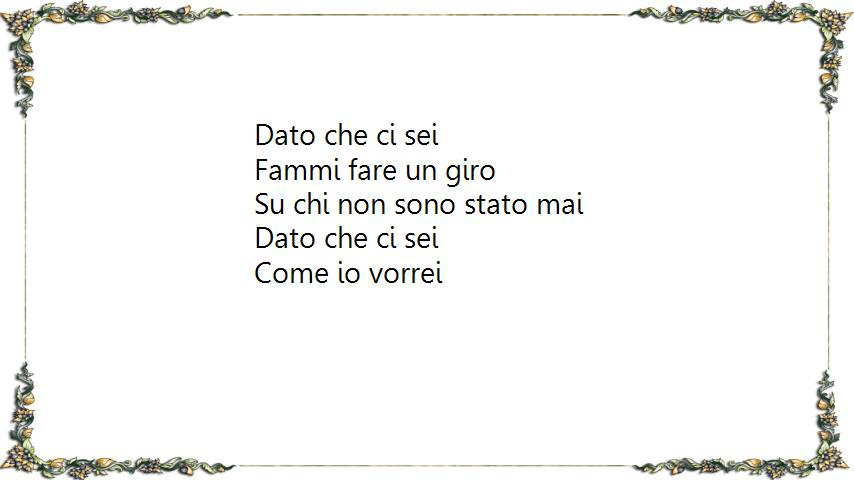 Dato che ci sei
Fammi fare un giro
Su chi non sono stato mai
Dato che ci sei
Come io vorrei